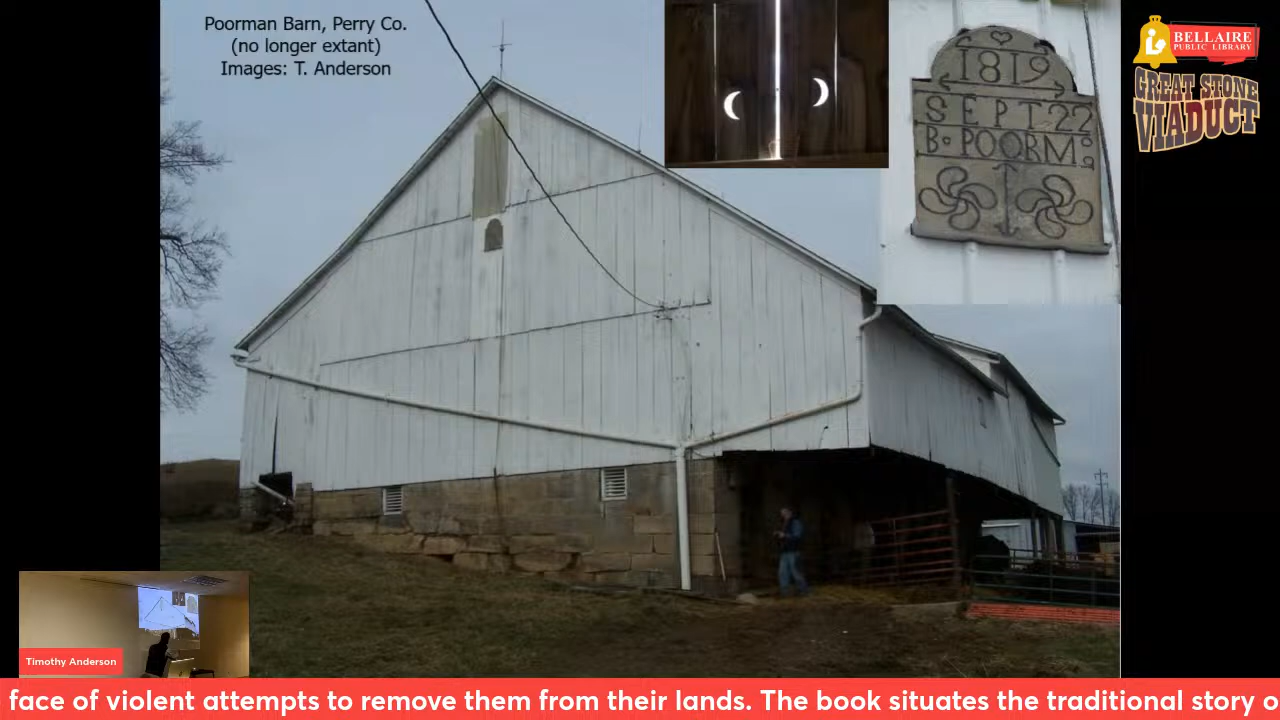 Poorman Barn, Perry Co.
(no longer extant)
Images: T. Anderson
1819
SEPT 22
B. POORM
BELLAIRE
PUBLIC LIBRARY
GREAT STONE
VIADUCT
Timothy Anderson
face of violent attempts to remove them from their lands. The book situates the traditional story o